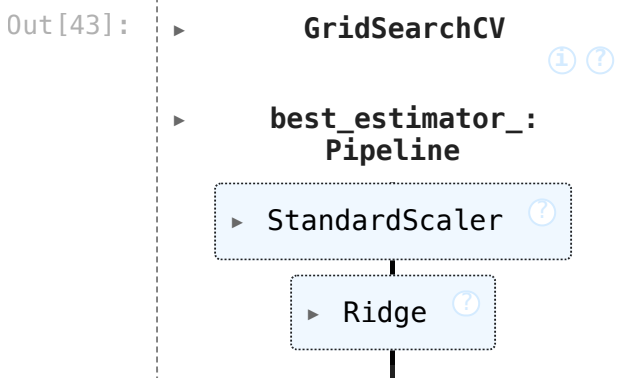 Out[43]: ▸ GridSearchCV
i ?
▸ best_estimator_:
Pipeline
▸ StandardScaler ?
▸ Ridge ?